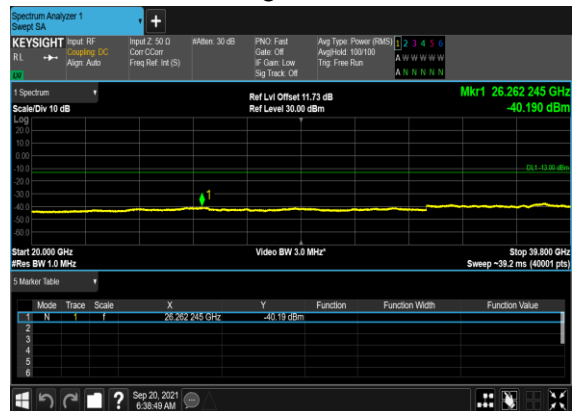 Spectrum Analyzer 1
Swept SA
+
KEYSIGHT
RL
LW
Input: RF
Coupling: DC
Align: Auto
Input Z: 50 Ω
Corr CCorr
Freq Ref: Int (S)
#Atten: 30 dB
PNO: Fast
Gate: Off
IF Gain: Low
Sig Track: Off
Avg Type: Power (RMS)
Avg|Hold: 100/100
Trig: Free Run
1 2 3 4 5 6
A W W W W W
A N N N N N
1 Spectrum
Scale/Div 10 dB
Ref Lvl Offset 11.73 dB
Ref Level 30.00 dBm
Mkr1 26.262 245 GHz
-40.190 dBm
Log
20.0
10.0
0.00
-10.0
-20.0
-30.0
-40.0
-50.0
-60.0
DL1 -13.00 dBm
1
Start 20.000 GHz
#Res BW 1.0 MHz
Video BW 3.0 MHz*
Stop 39.800 GHz
Sweep ~39.2 ms (40001 pts)
5 Marker Table
Mode Trace Scale X Y Function Function Width Function Value
1 N 1 f 26.262 245 GHz -40.19 dBm
2
3
4
5
6
?
Sep 20, 2021
6:38:49 AM